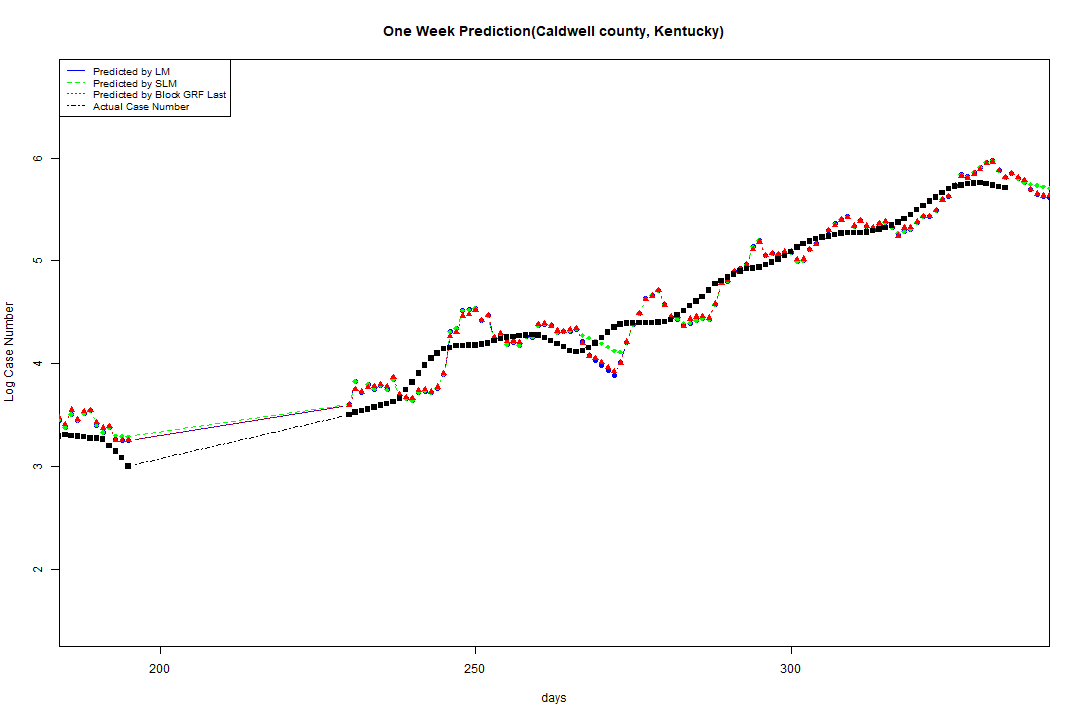 One Week Prediction(Caldwell county, Kentucky)
Predicted by LM
Predicted by SLM
Predicted by Block GRF Last
Actual Case Number
6
5
4
3
2
Log Case Number
200 250 300
days